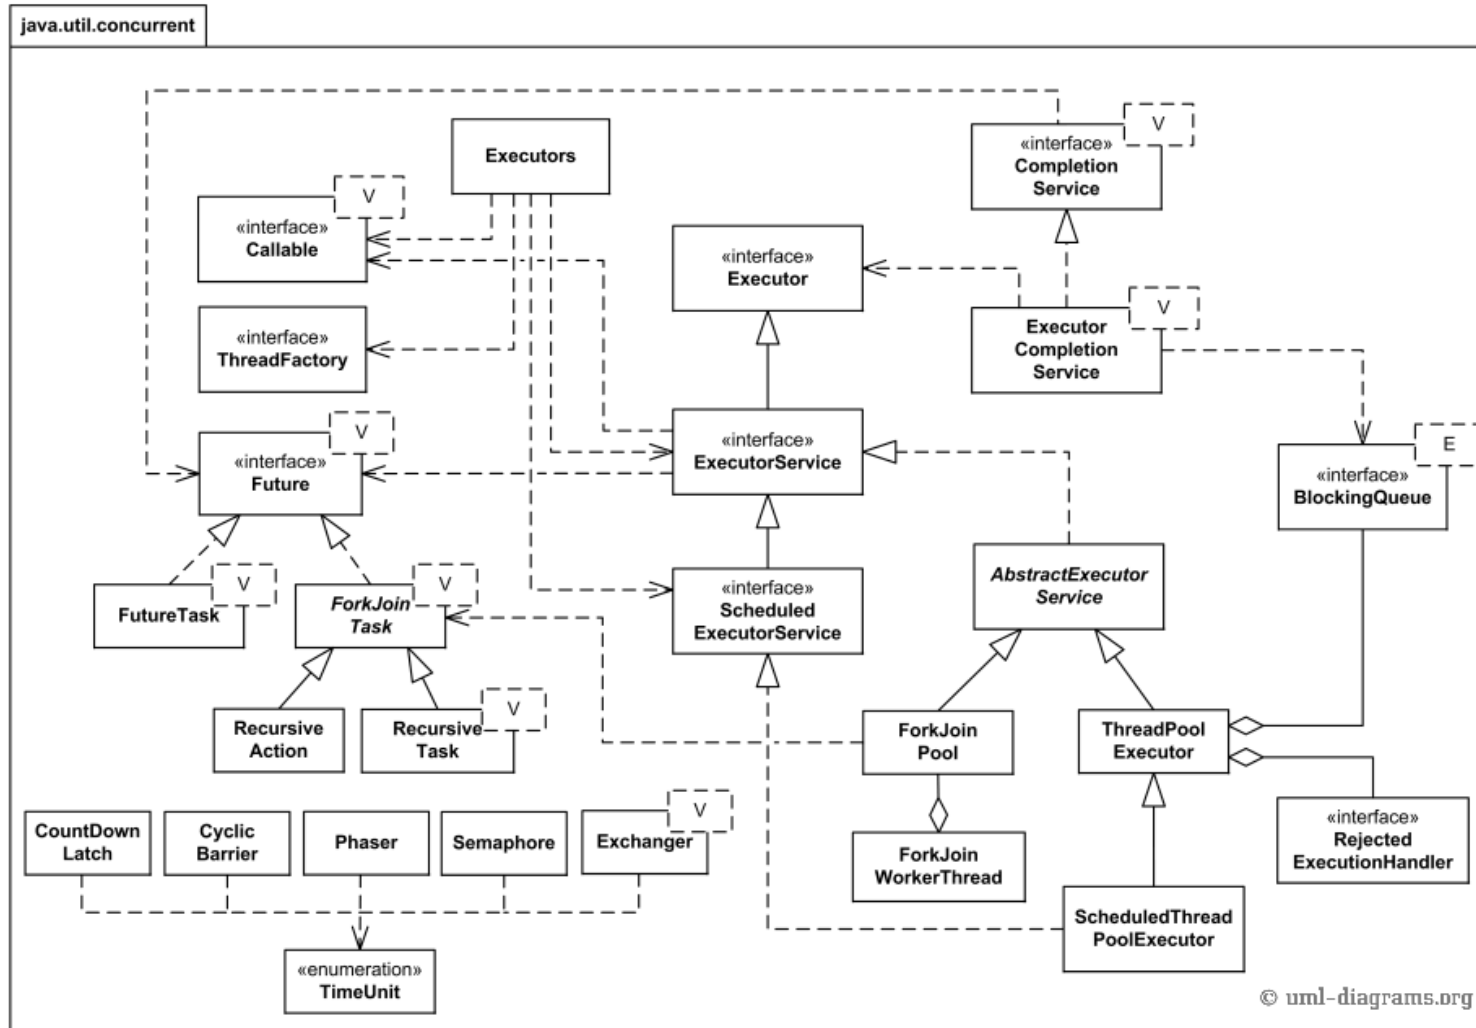 java.util.concurrent
Executors
V
«interface»
Completion
Service
V
«interface»
Callable
«interface»
Executor
«interface»
ThreadFactory
V
Executor
Completion
Service
V
«interface»
Future
«interface»
ExecutorService
E
«interface»
BlockingQueue
V
FutureTask
V
ForkJoin
Task
«interface»
Scheduled
ExecutorService
AbstractExecutor
Service
Recursive
Action
V
Recursive
Task
ForkJoin
Pool
ThreadPool
Executor
CountDown
Latch
Cyclic
Barrier
Phaser
Semaphore
V
Exchanger
ForkJoin
WorkerThread
«interface»
Rejected
ExecutionHandler
ScheduledThread
PoolExecutor
«enumeration»
TimeUnit
© uml-diagrams.org